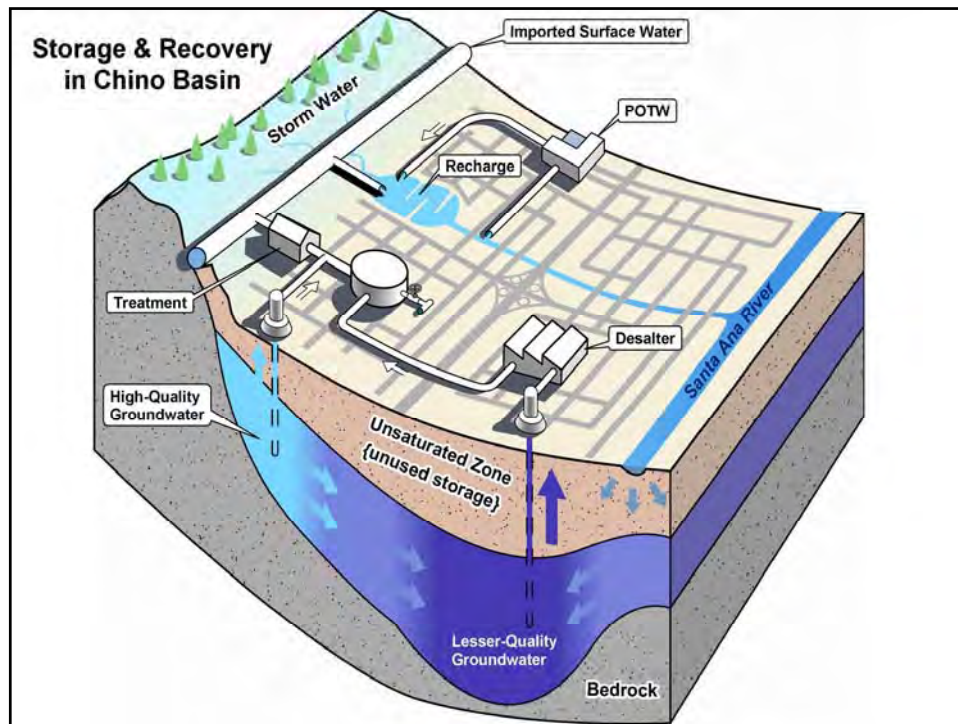 Storage & Recovery
in Chino Basin
Imported Surface Water
Storm Water
POTW
Recharge
Treatment
Desalter
Santa Ana River
High-Quality
Groundwater
Unsaturated Zone
{unused storage}
Lesser-Quality
Groundwater
Bedrock